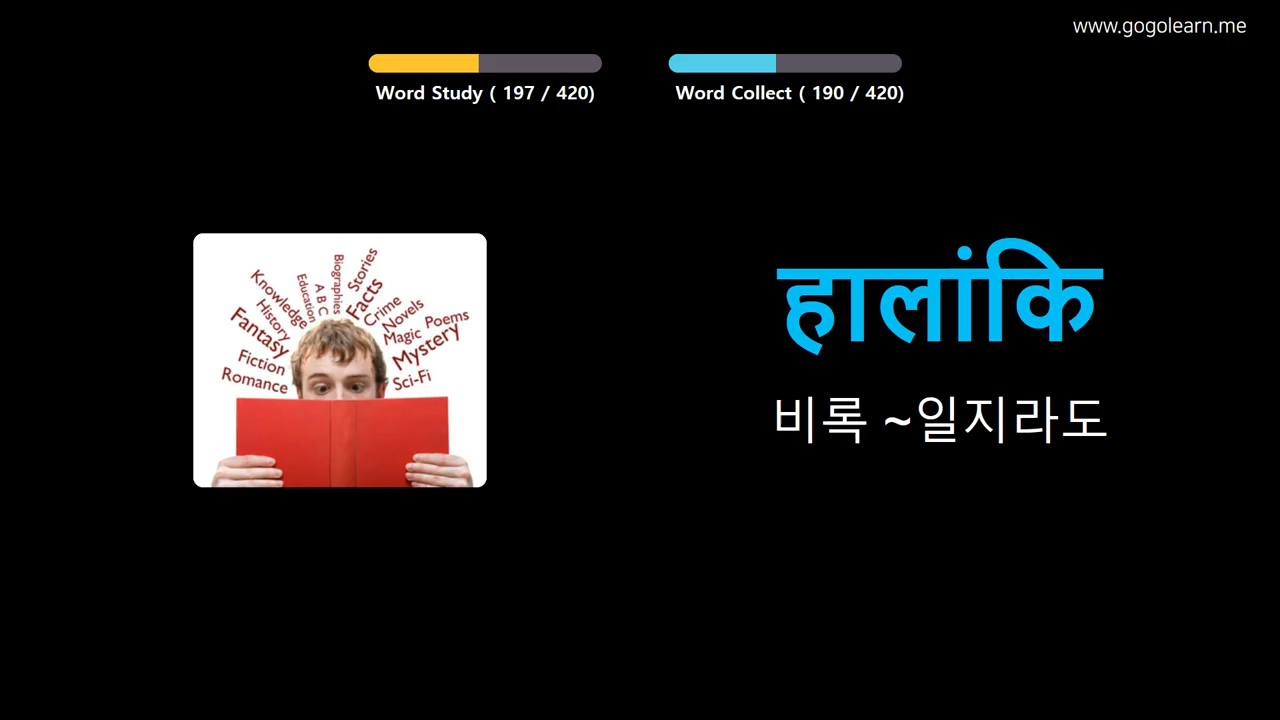 www.gogolearn.me
Word Study ( 197 / 420)
Word Collect ( 190 / 420)
Knowledge
History
Fantasy
Fiction
Romance
Education
A B C
Biographies
Stories
Facts
Crime
Novels
Magic
Poems
Mystery
Sci-Fi
हालांकि
비록 ~일지라도